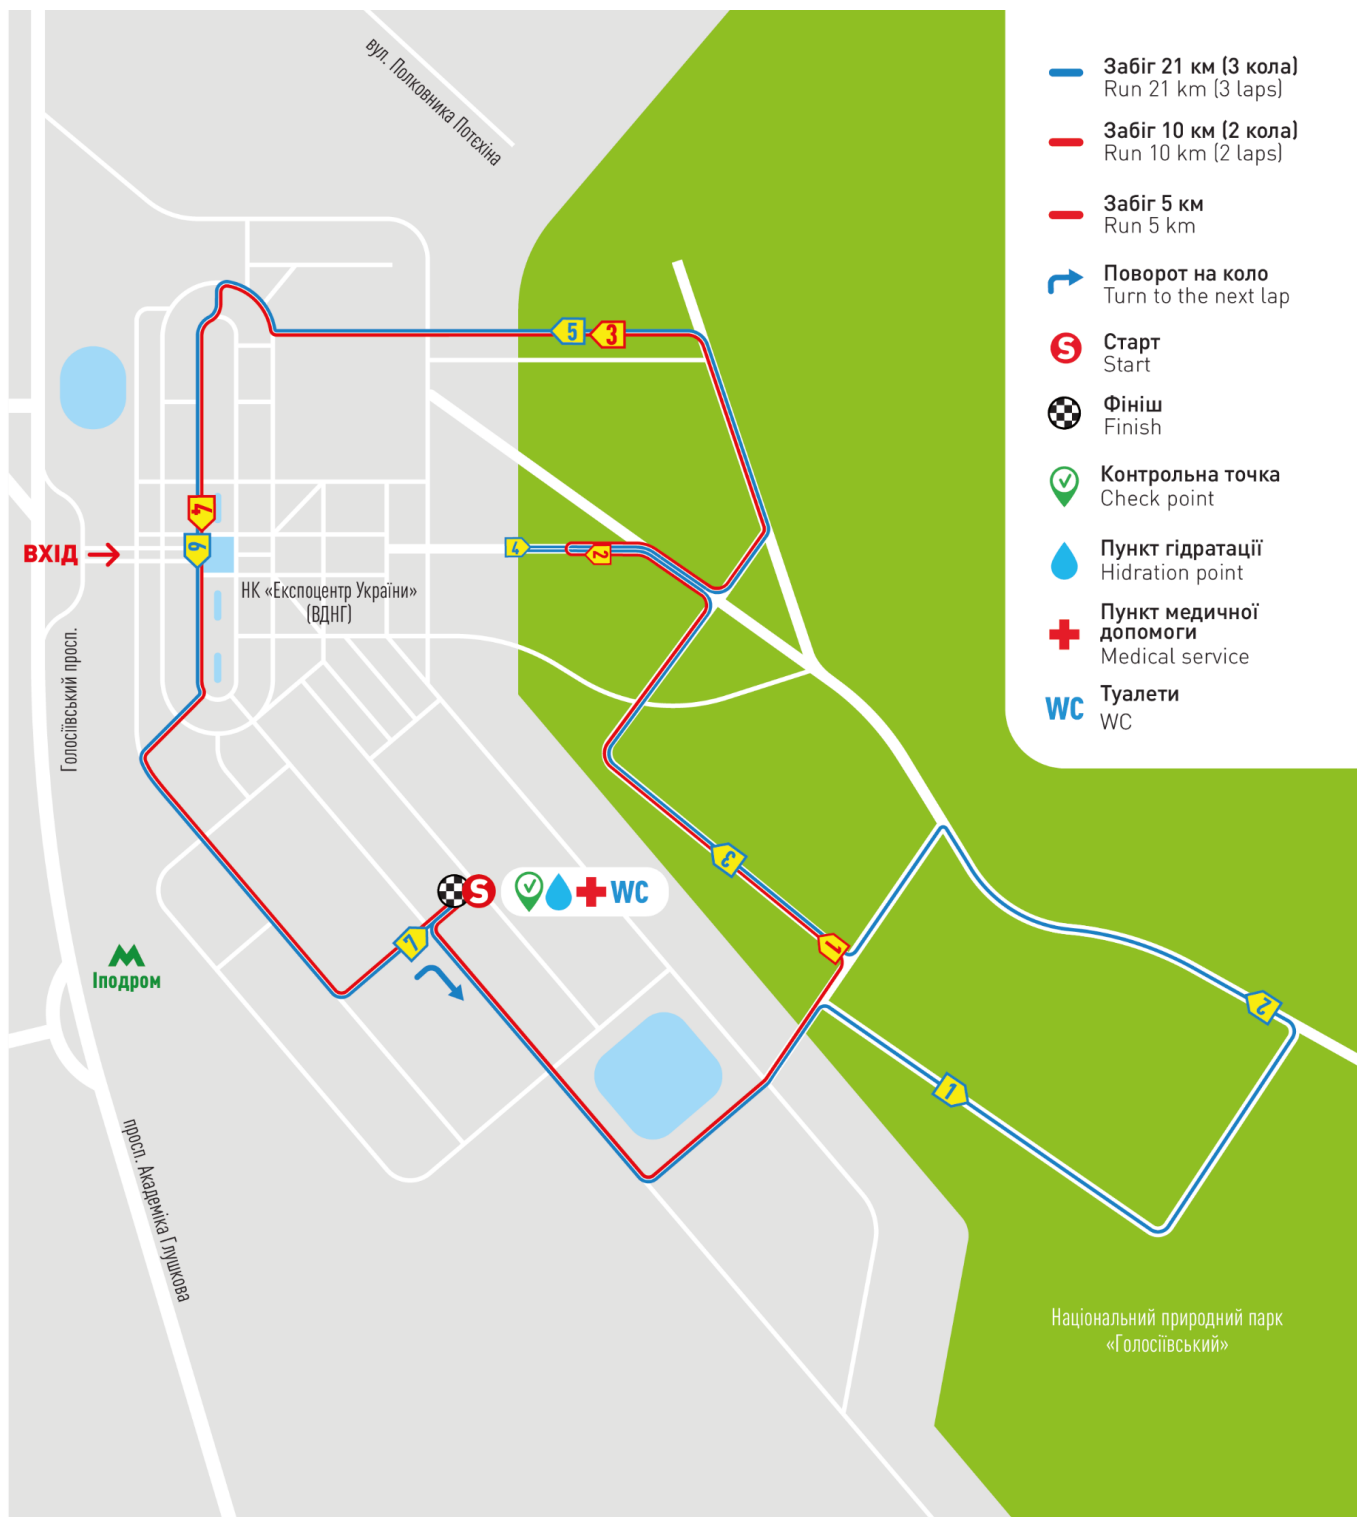 вул. Полковника Потєхіна
Забіг 21 км (3 кола)
Run 21 km (3 laps)
Забіг 10 км (2 кола)
Run 10 km (2 laps)
Забіг 5 км
Run 5 km
Поворот на коло
Turn to the next lap
S
Старт
Start
Фініш
Finish
Контрольна точка
Check point
Пункт гідратації
Hidration point
Пункт медичної
допомоги
Medical service
WC
Туалети
WC
5
3
4
6
4
2
ВХІД
НК «Експоцентр України»
(ВДНГ)
Голосіївський просп.
3
S
WC
7
1
Іподром
2
1
просп. Академіка Глушкова
Національний природний парк
«Голосіївський»